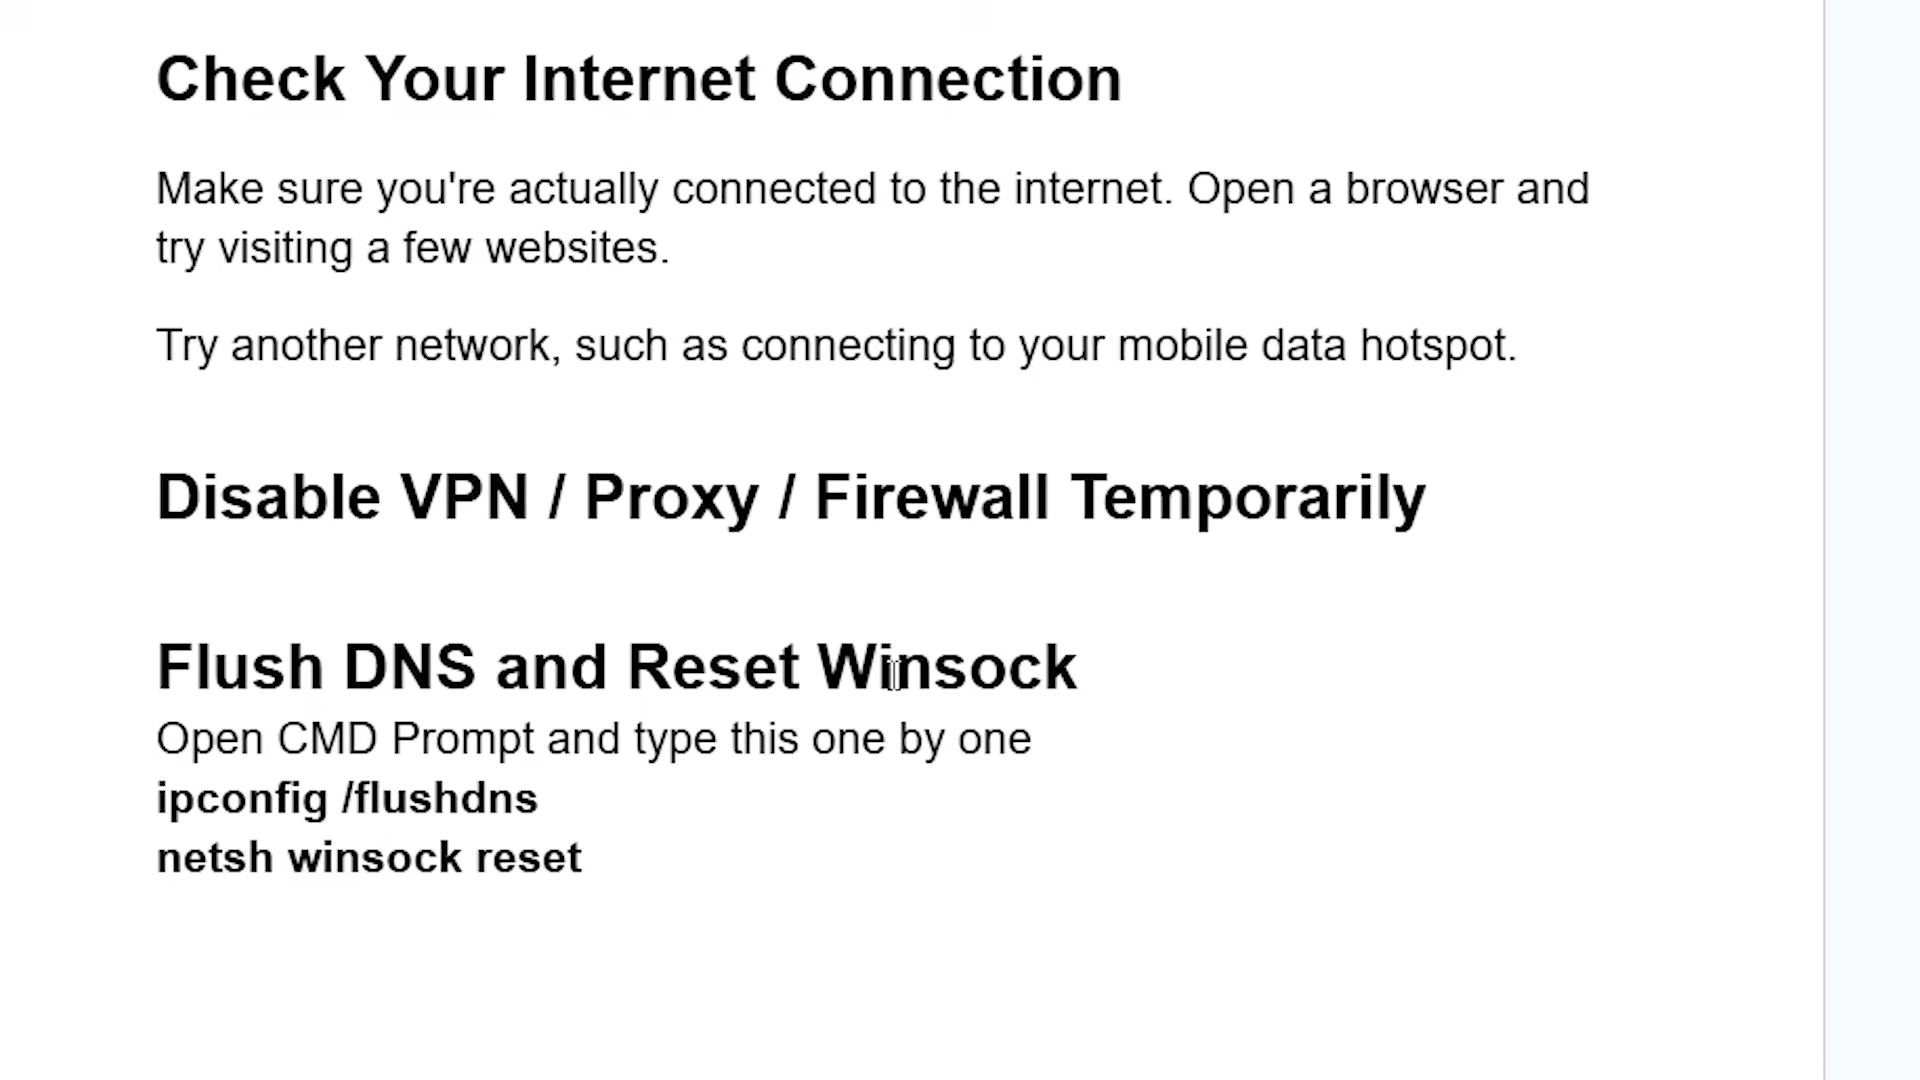 Check Your Internet Connection
Make sure you're actually connected to the internet. Open a browser and
try visiting a few websites.
Try another network, such as connecting to your mobile data hotspot.
Disable VPN / Proxy / Firewall Temporarily
Flush DNS and Reset Winsock
Open CMD Prompt and type this one by one
ipconfig /flushdns
netsh winsock reset